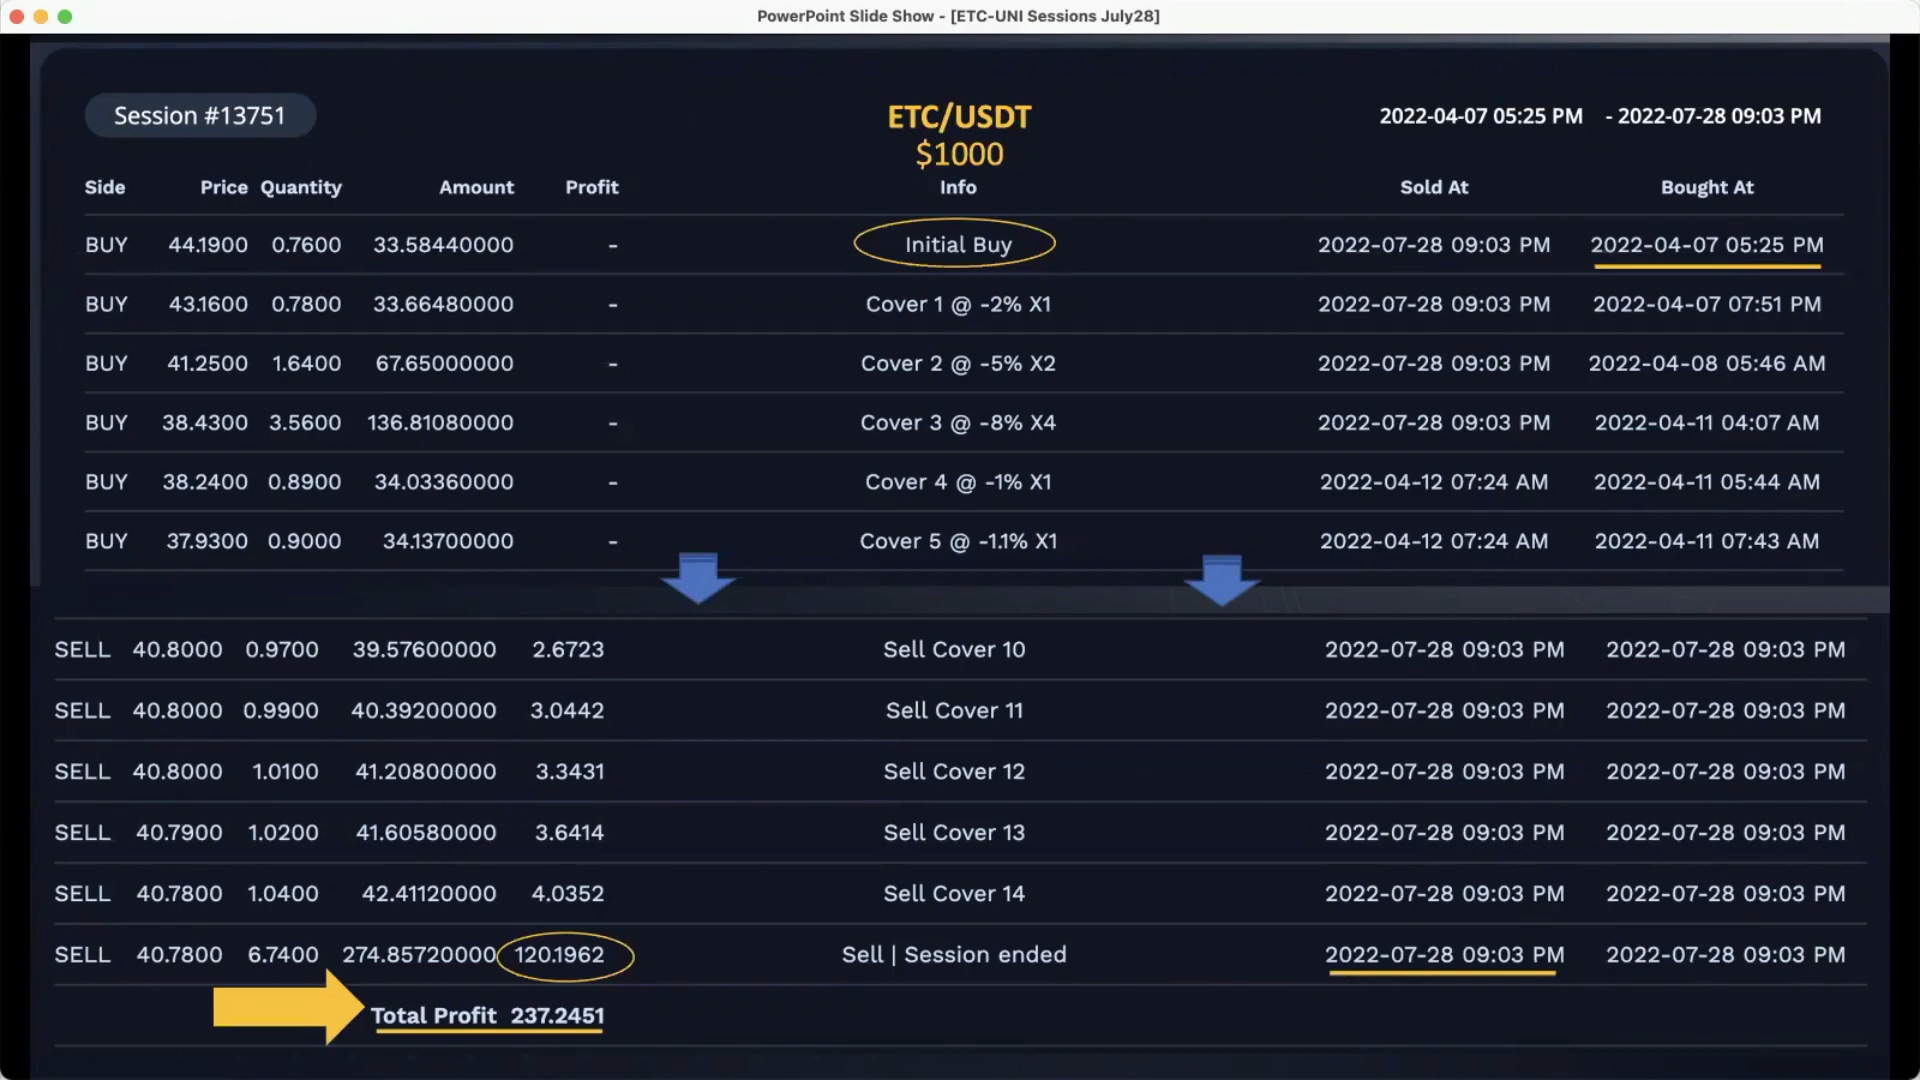 PowerPoint Slide Show - [ETC-UNI Sessions July28]
Session #13751 ETC/USDT 2022-04-07 05:25 PM - 2022-07-28 09:03 PM
$1000
Side Price Quantity Amount Profit Info Sold At Bought At
BUY 44.1900 0.7600 33.58440000 - Initial Buy 2022-07-28 09:03 PM 2022-04-07 05:25 PM
BUY 43.1600 0.7800 33.66480000 - Cover 1 @ -2% X1 2022-07-28 09:03 PM 2022-04-07 07:51 PM
BUY 41.2500 1.6400 67.65000000 - Cover 2 @ -5% X2 2022-07-28 09:03 PM 2022-04-08 05:46 AM
BUY 38.4300 3.5600 136.81080000 - Cover 3 @ -8% X4 2022-07-28 09:03 PM 2022-04-11 04:07 AM
BUY 38.2400 0.8900 34.03360000 - Cover 4 @ -1% X1 2022-04-12 07:24 AM 2022-04-11 05:44 AM
BUY 37.9300 0.9000 34.13700000 - Cover 5 @ -1.1% X1 2022-04-12 07:24 AM 2022-04-11 07:43 AM
SELL 40.8000 0.9700 39.57600000 2.6723 Sell Cover 10 2022-07-28 09:03 PM 2022-07-28 09:03 PM
SELL 40.8000 0.9900 40.39200000 3.0442 Sell Cover 11 2022-07-28 09:03 PM 2022-07-28 09:03 PM
SELL 40.8000 1.0100 41.20800000 3.3431 Sell Cover 12 2022-07-28 09:03 PM 2022-07-28 09:03 PM
SELL 40.7900 1.0200 41.60580000 3.6414 Sell Cover 13 2022-07-28 09:03 PM 2022-07-28 09:03 PM
SELL 40.7800 1.0400 42.41120000 4.0352 Sell Cover 14 2022-07-28 09:03 PM 2022-07-28 09:03 PM
SELL 40.7800 6.7400 274.85720000 120.1962 Sell | Session ended 2022-07-28 09:03 PM 2022-07-28 09:03 PM
Total Profit 237.2451